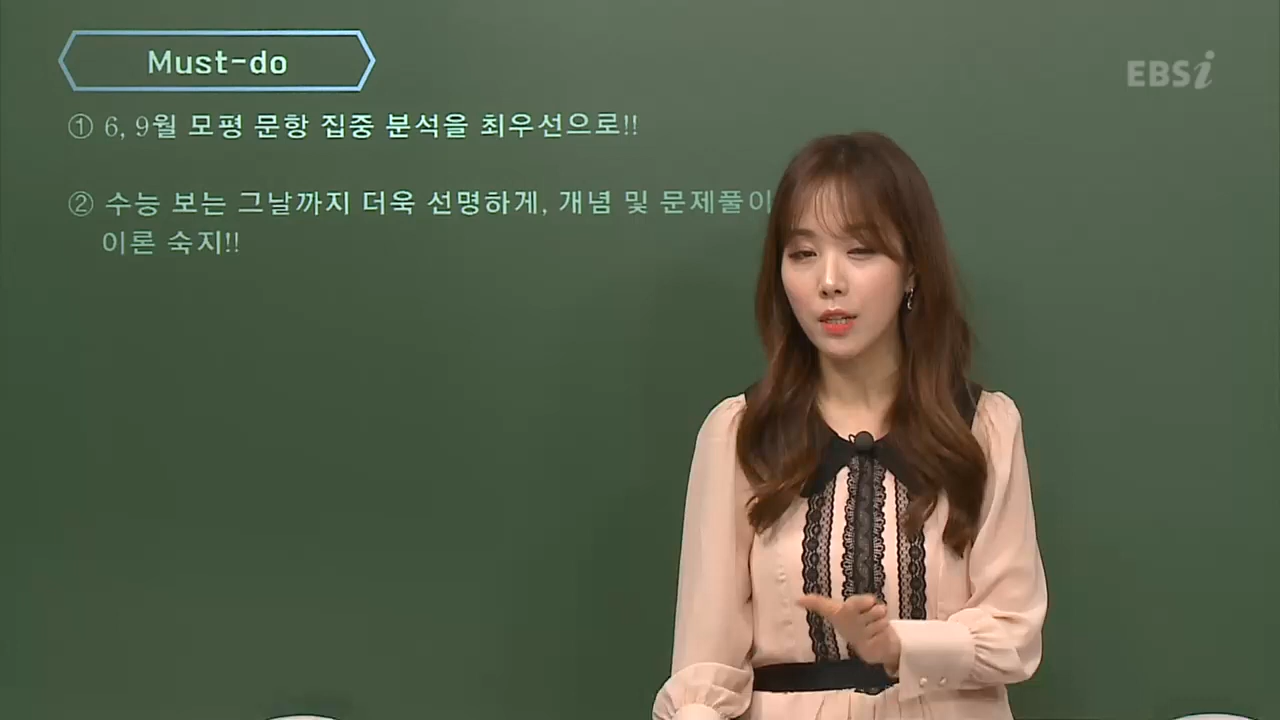 Must-do
EBSi
① 6, 9월 모평 문항 집중 분석을 최우선으로!!
② 수능 보는 그날까지 더욱 선명하게, 개념 및 문제풀이
이론 숙지!!